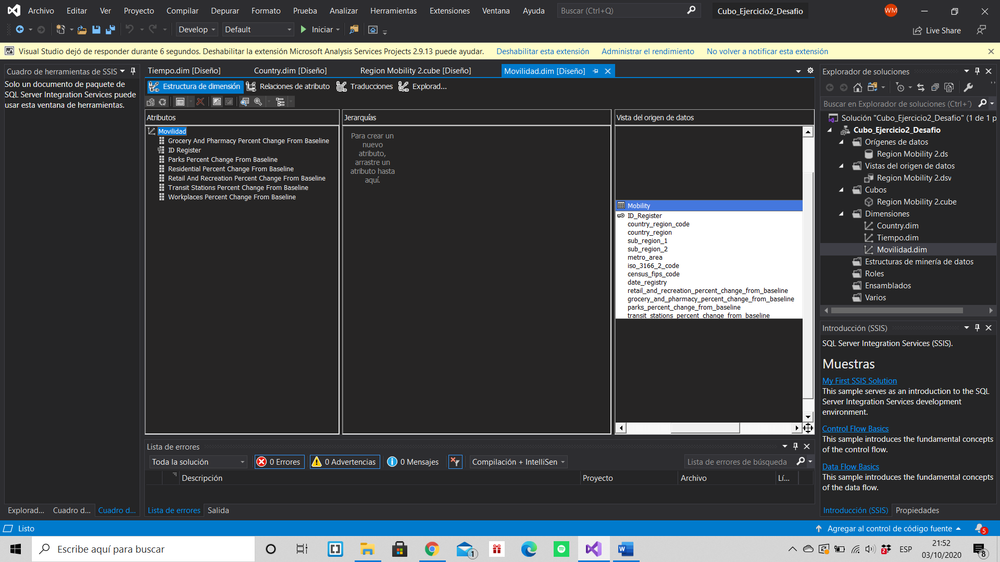 Archivo Editar Ver Proyecto Compilar Depurar Formato Prueba Analizar Herramientas Extensiones Ventana Ayuda Buscar (Ctrl+Q) Cubo_Ejercicio2_Desafio WM
Develop Default Iniciar Live Share
Visual Studio dejó de responder durante 6 segundos. Deshabilitar la extensión Microsoft Analysis Services Projects 2.9.13 puede ayudar. Deshabilitar esta extensión Administrar el rendimiento No volver a notificar esta extensión
Cuadro de herramientas de SSIS
Solo un documento de paquete de
SQL Server Integration Services puede
usar esta ventana de herramientas.
Explorad... Cuadro d... Cuadro d...
Tiempo.dim [Diseño] Country.dim [Diseño] Region Mobility 2.cube [Diseño] Movilidad.dim [Diseño]
Estructura de dimensión Relaciones de atributo Traducciones Explorad...
Atributos
Movilidad
Grocery And Pharmacy Percent Change From Baseline
ID Register
Parks Percent Change From Baseline
Residential Percent Change From Baseline
Retail And Recreation Percent Change From Baseline
Transit Stations Percent Change From Baseline
Workplaces Percent Change From Baseline
Jerarquías
Para crear un
nuevo
atributo,
arrastre un
atributo hasta
aquí.
Vista del origen de datos
Mobility
ID_Register
country_region_code
country_region
sub_region_1
sub_region_2
metro_area
iso_3166_2_code
census_fips_code
date_registry
retail_and_recreation_percent_change_from_baseline
grocery_and_pharmacy_percent_change_from_baseline
parks_percent_change_from_baseline
transit_stations_percent_change_from_baseline
Lista de errores
Toda la solución 0 Errores 0 Advertencias 0 Mensajes Compilación + IntelliSen Lista de errores de búsqueda
Descripción Proyecto Archivo Lí...
Lista de errores Salida
Explorador de soluciones
Buscar en Explorador de soluciones (Ctrl+´)
Solución "Cubo_Ejercicio2_Desafio" (1 de 1 p
Cubo_Ejercicio2_Desafio
Orígenes de datos
Region Mobility 2.ds
Vistas del origen de datos
Region Mobility 2.dsv
Cubos
Region Mobility 2.cube
Dimensiones
Country.dim
Tiempo.dim
Movilidad.dim
Estructuras de minería de datos
Roles
Ensamblados
Varios
Introducción (SSIS)
SQL Server Integration Services (SSIS).
Muestras
My First SSIS Solution
This sample serves as an introduction to the SQL
Server Integration Services development
environment.
Control Flow Basics
This sample introduces the fundamental concepts
of the control flow.
Data Flow Basics
This sample introduces the fundamental concepts
of the data flow.
Introducción (SSIS) Propiedades
Listo Agregar al control de código fuente 5
Escribe aquí para buscar 1 2 ESP 21:52
03/10/2020 8